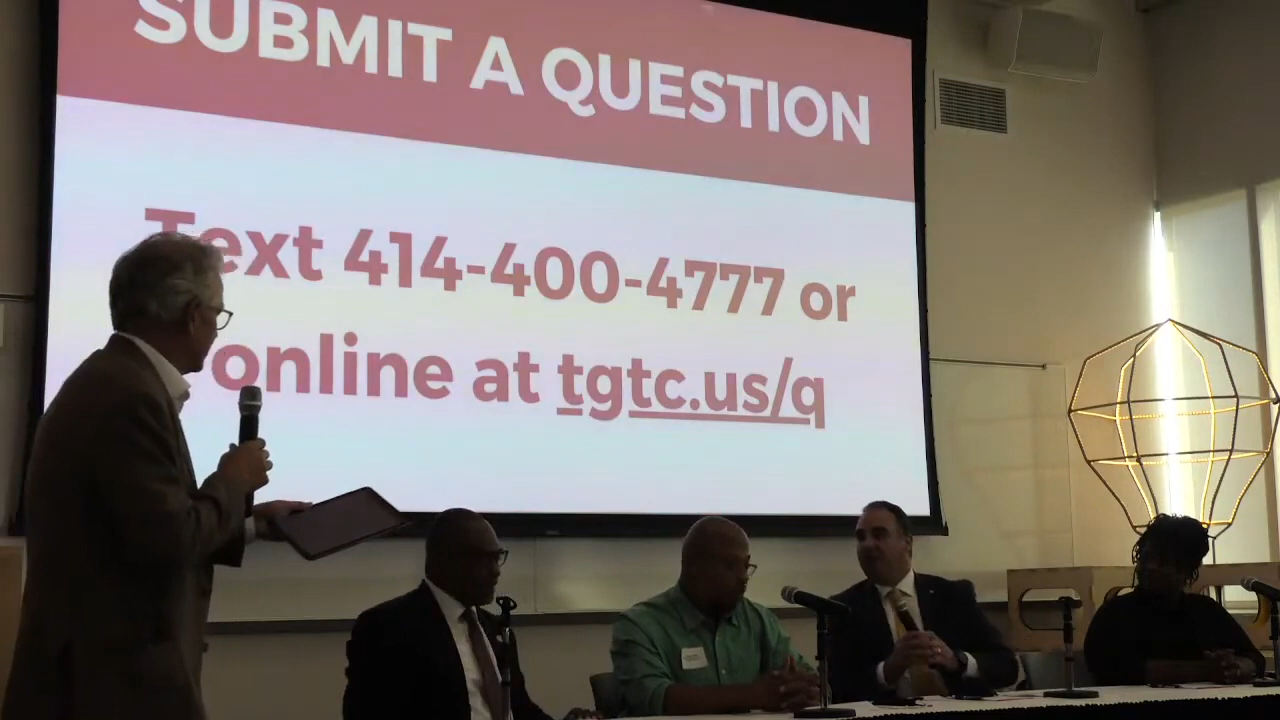 SUBMIT A QUESTION
Text 414-400-4777 or
online at tgtc.us/q